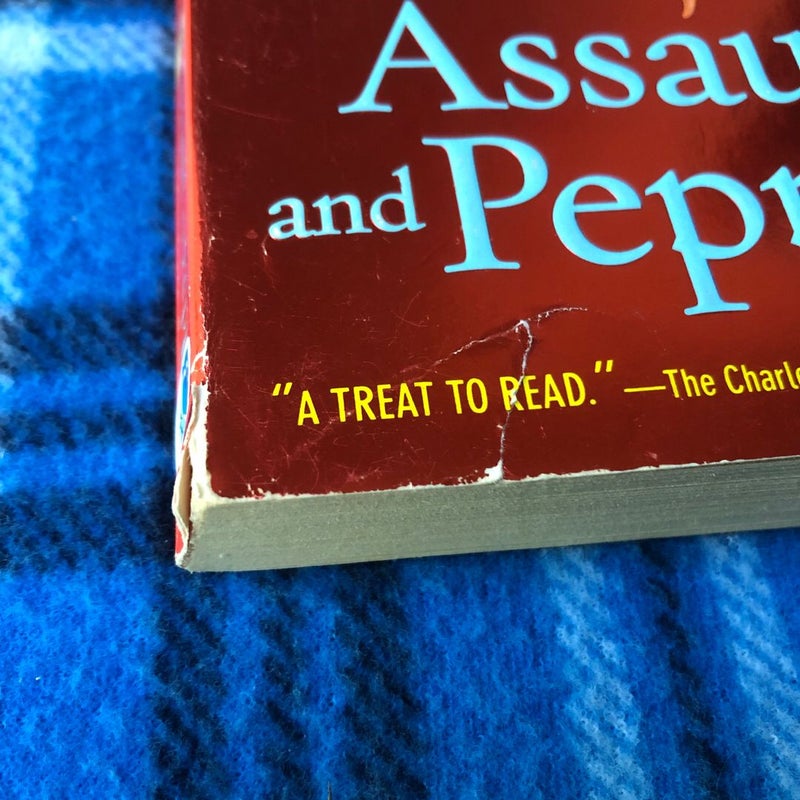 Assau
and Pepp
"A TREAT TO READ." —The Charle